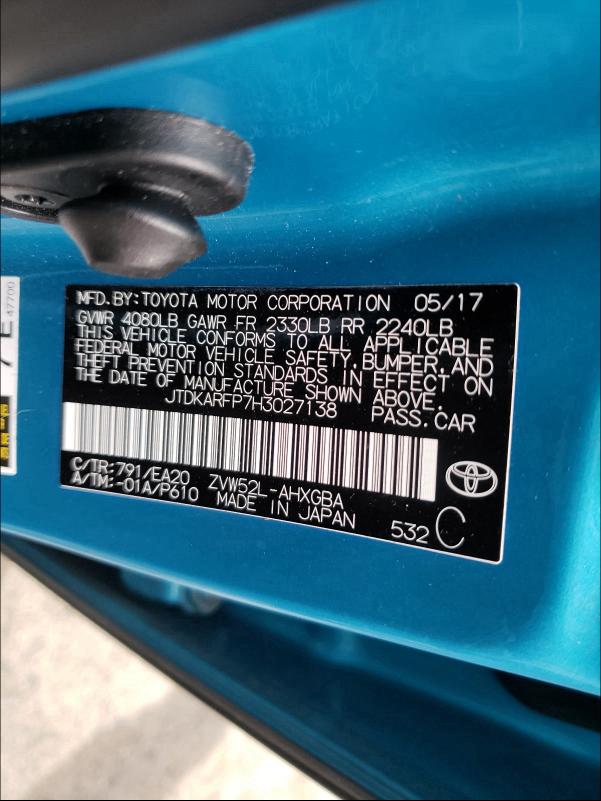 MFD. BY: TOYOTA MOTOR CORPORATION 05/17
GVWR 4080LB GAWR FR 2330LB RR 2240LB
THIS VEHICLE CONFORMS TO ALL APPLICABLE
FEDERAL MOTOR VEHICLE SAFETY, BUMPER, AND
THEFT PREVENTION STANDARDS IN EFFECT ON
THE DATE OF MANUFACTURE SHOWN ABOVE.
JTDKARFP7H3027138 PASS. CAR
C/TR: 791/EA20 ZVW52L-AHXGBA
A/TM: -01A/P610 MADE IN JAPAN
532 C
7E
47700